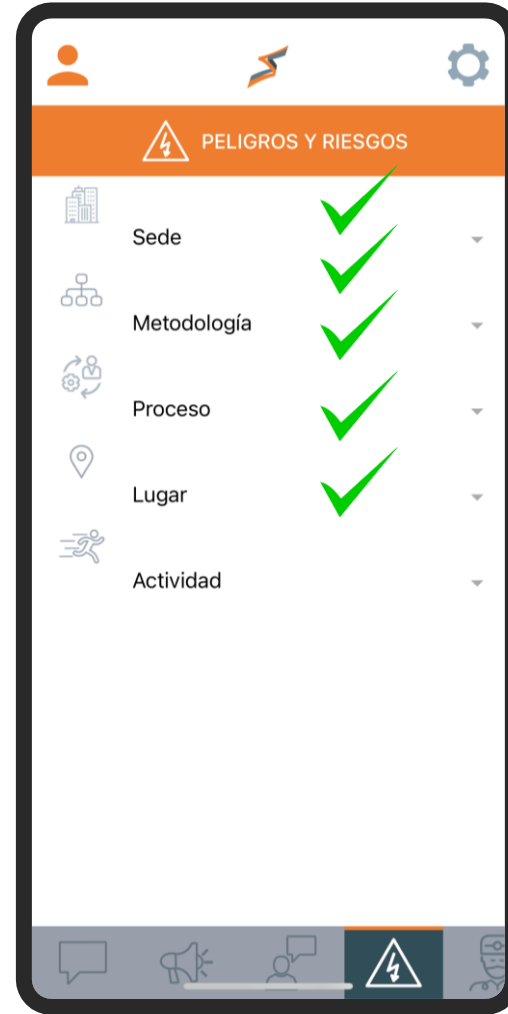 PELIGROS Y RIESGOS
Sede
Metodología
Proceso
Lugar
Actividad